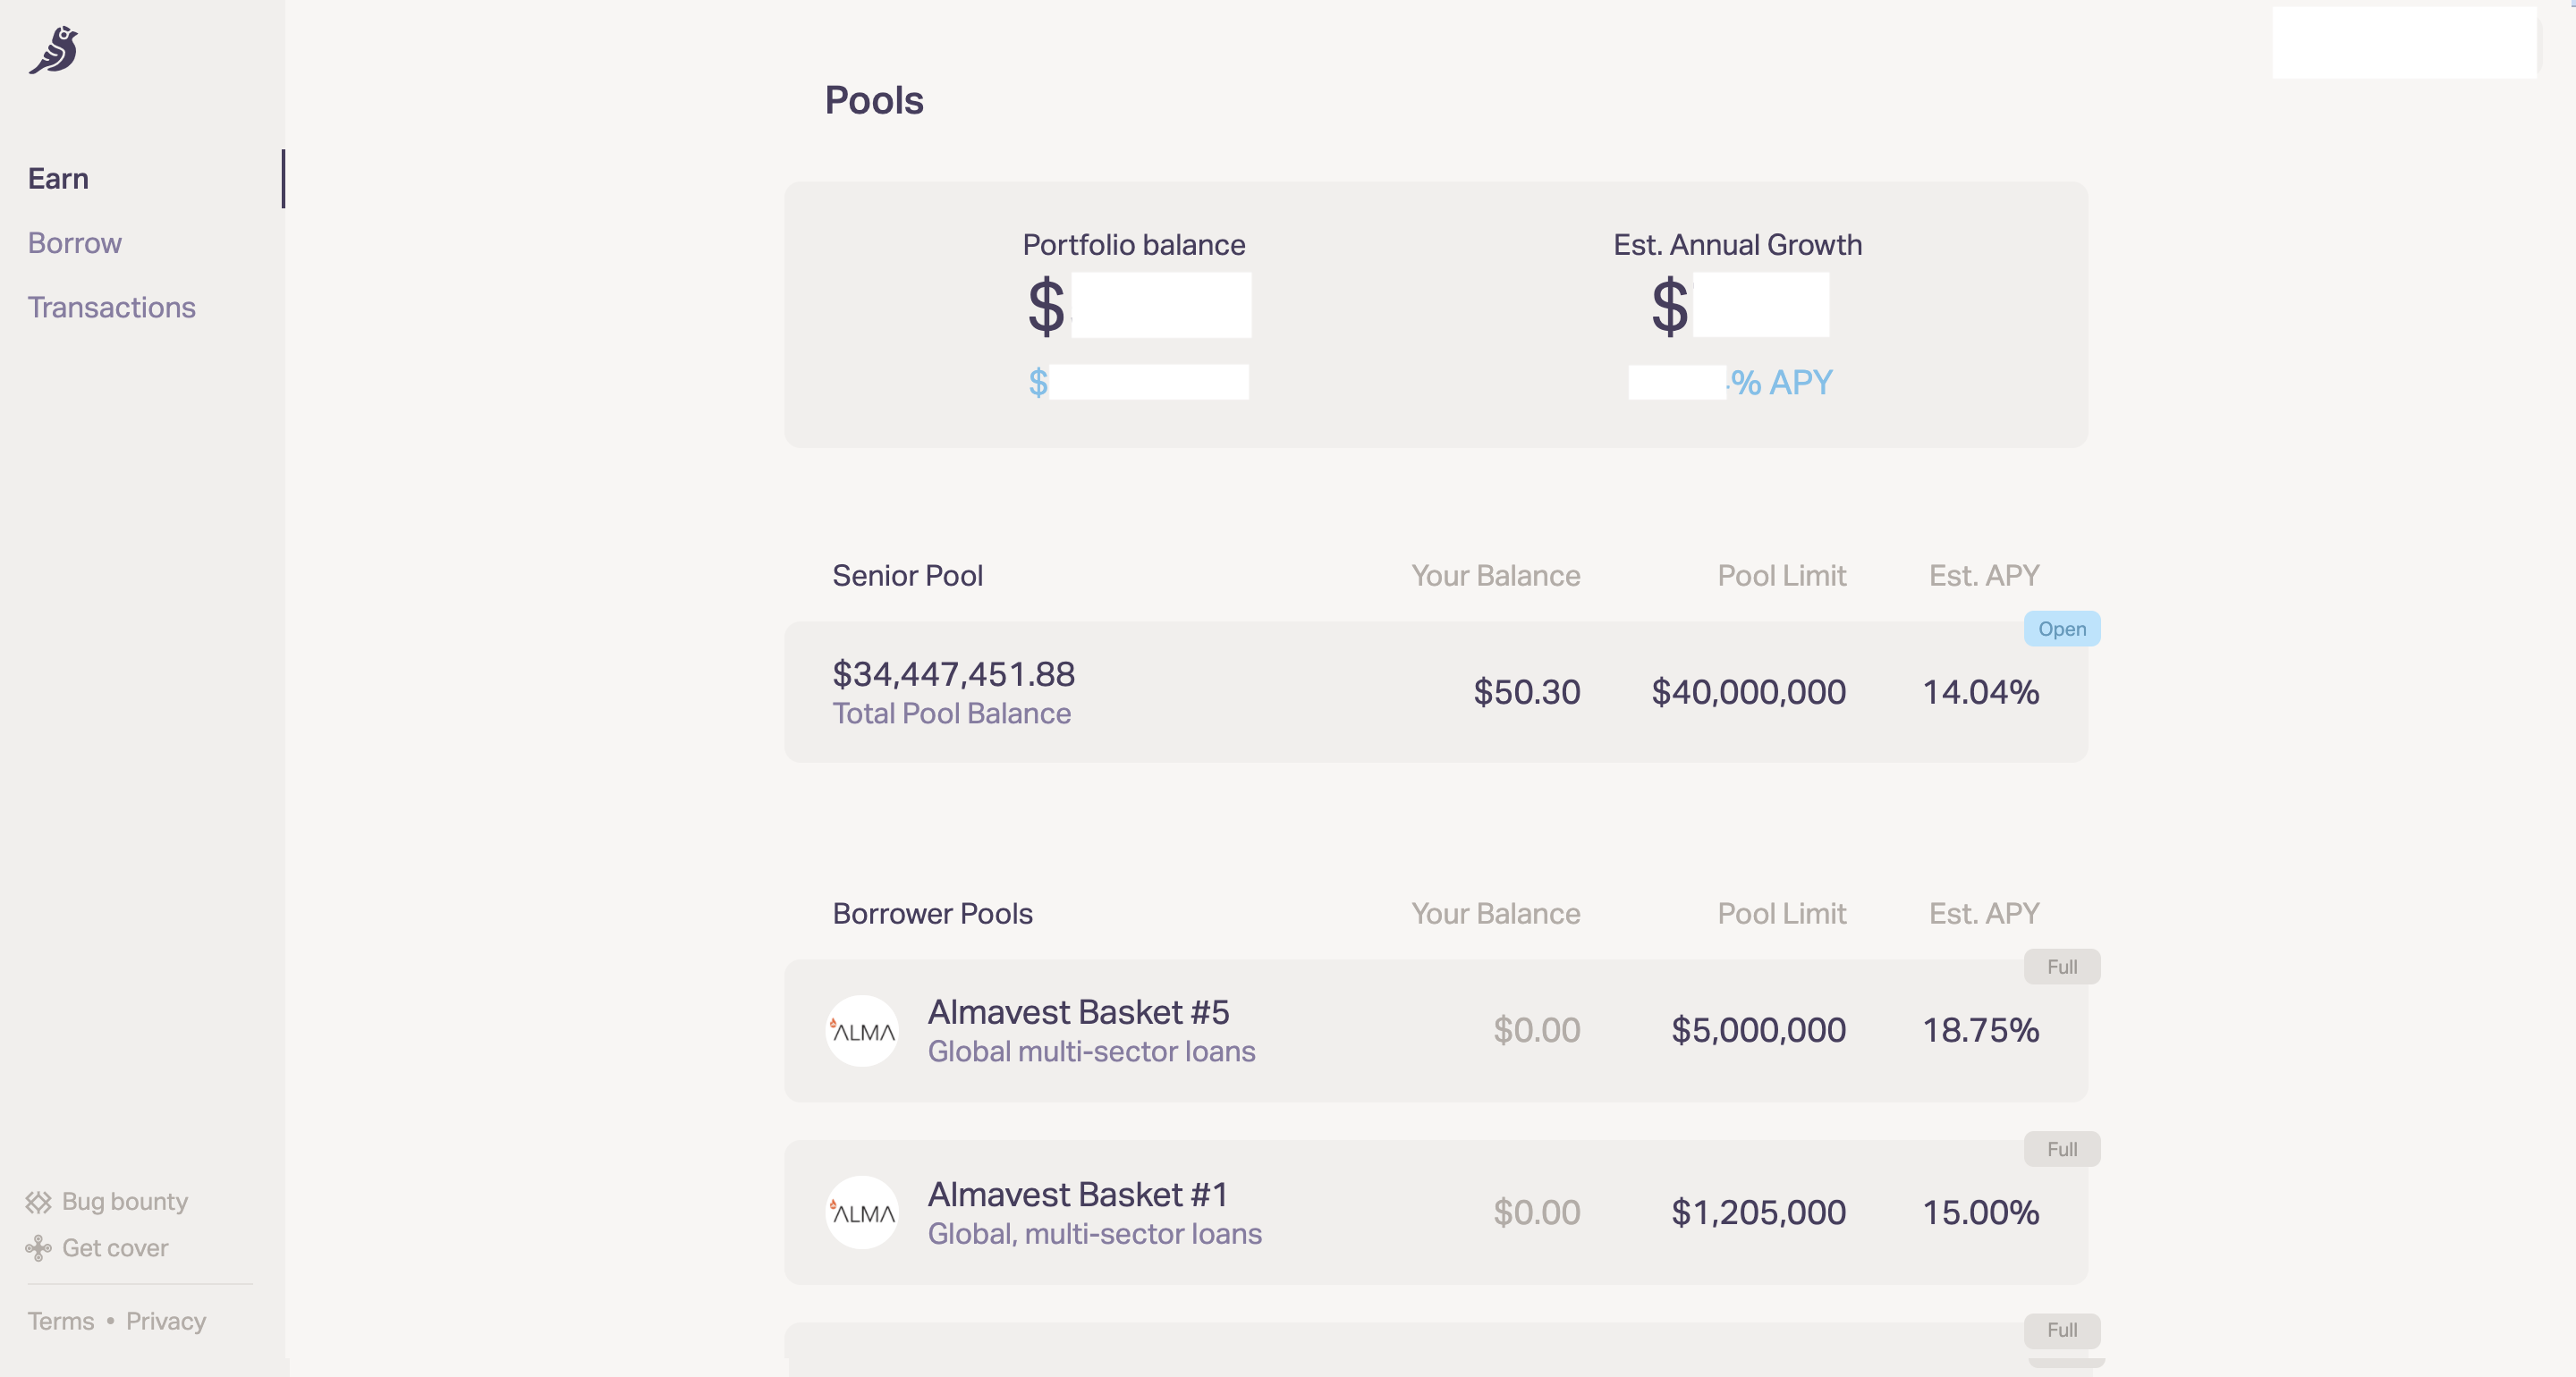 Earn
Borrow
Transactions
Bug bounty
Get cover
Terms • Privacy
Pools
Portfolio balance
$
$
Est. Annual Growth
$
% APY
Senior Pool Your Balance Pool Limit Est. APY
Open
$34,447,451.88 $50.30 $40,000,000 14.04%
Total Pool Balance
Borrower Pools Your Balance Pool Limit Est. APY
Full
ALMA
Almavest Basket #5 $0.00 $5,000,000 18.75%
Global multi-sector loans
Full
ALMA
Almavest Basket #1 $0.00 $1,205,000 15.00%
Global, multi-sector loans
Full